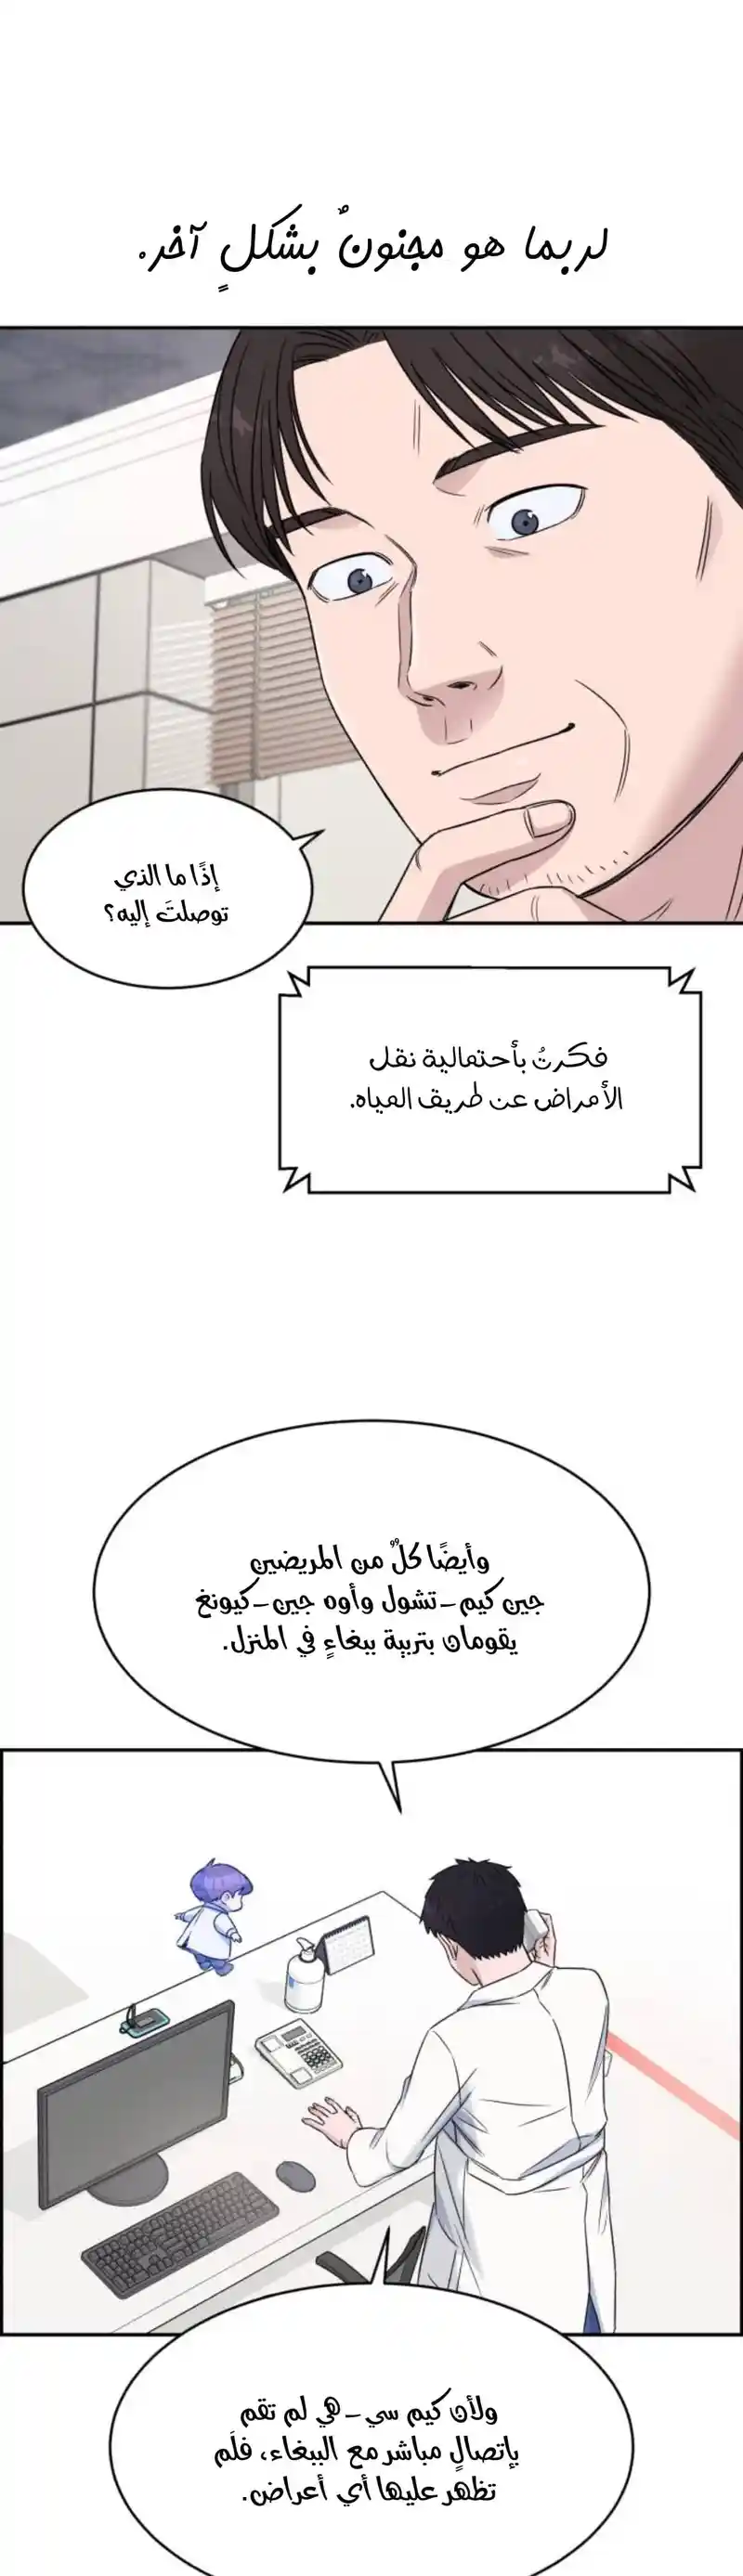 لربما هو مجنونٌ بشكلٍ آخر.
إذًا ما الذي
توصلتَ إليه؟
فكرتُ بأحتمالية نقل
الأمراض عن طريق المياه.
وأيضًا كلٌ من المريضين
جين كيم-تشول وأوه جين-كيونغ
يقومان بتربية ببغاءٍ في المنزل.
ولأن كيم سي-هي لم تقم
بإتصالٍ مباشر مع الببغاء، فلَم
تظهر عليها أي أعراض.